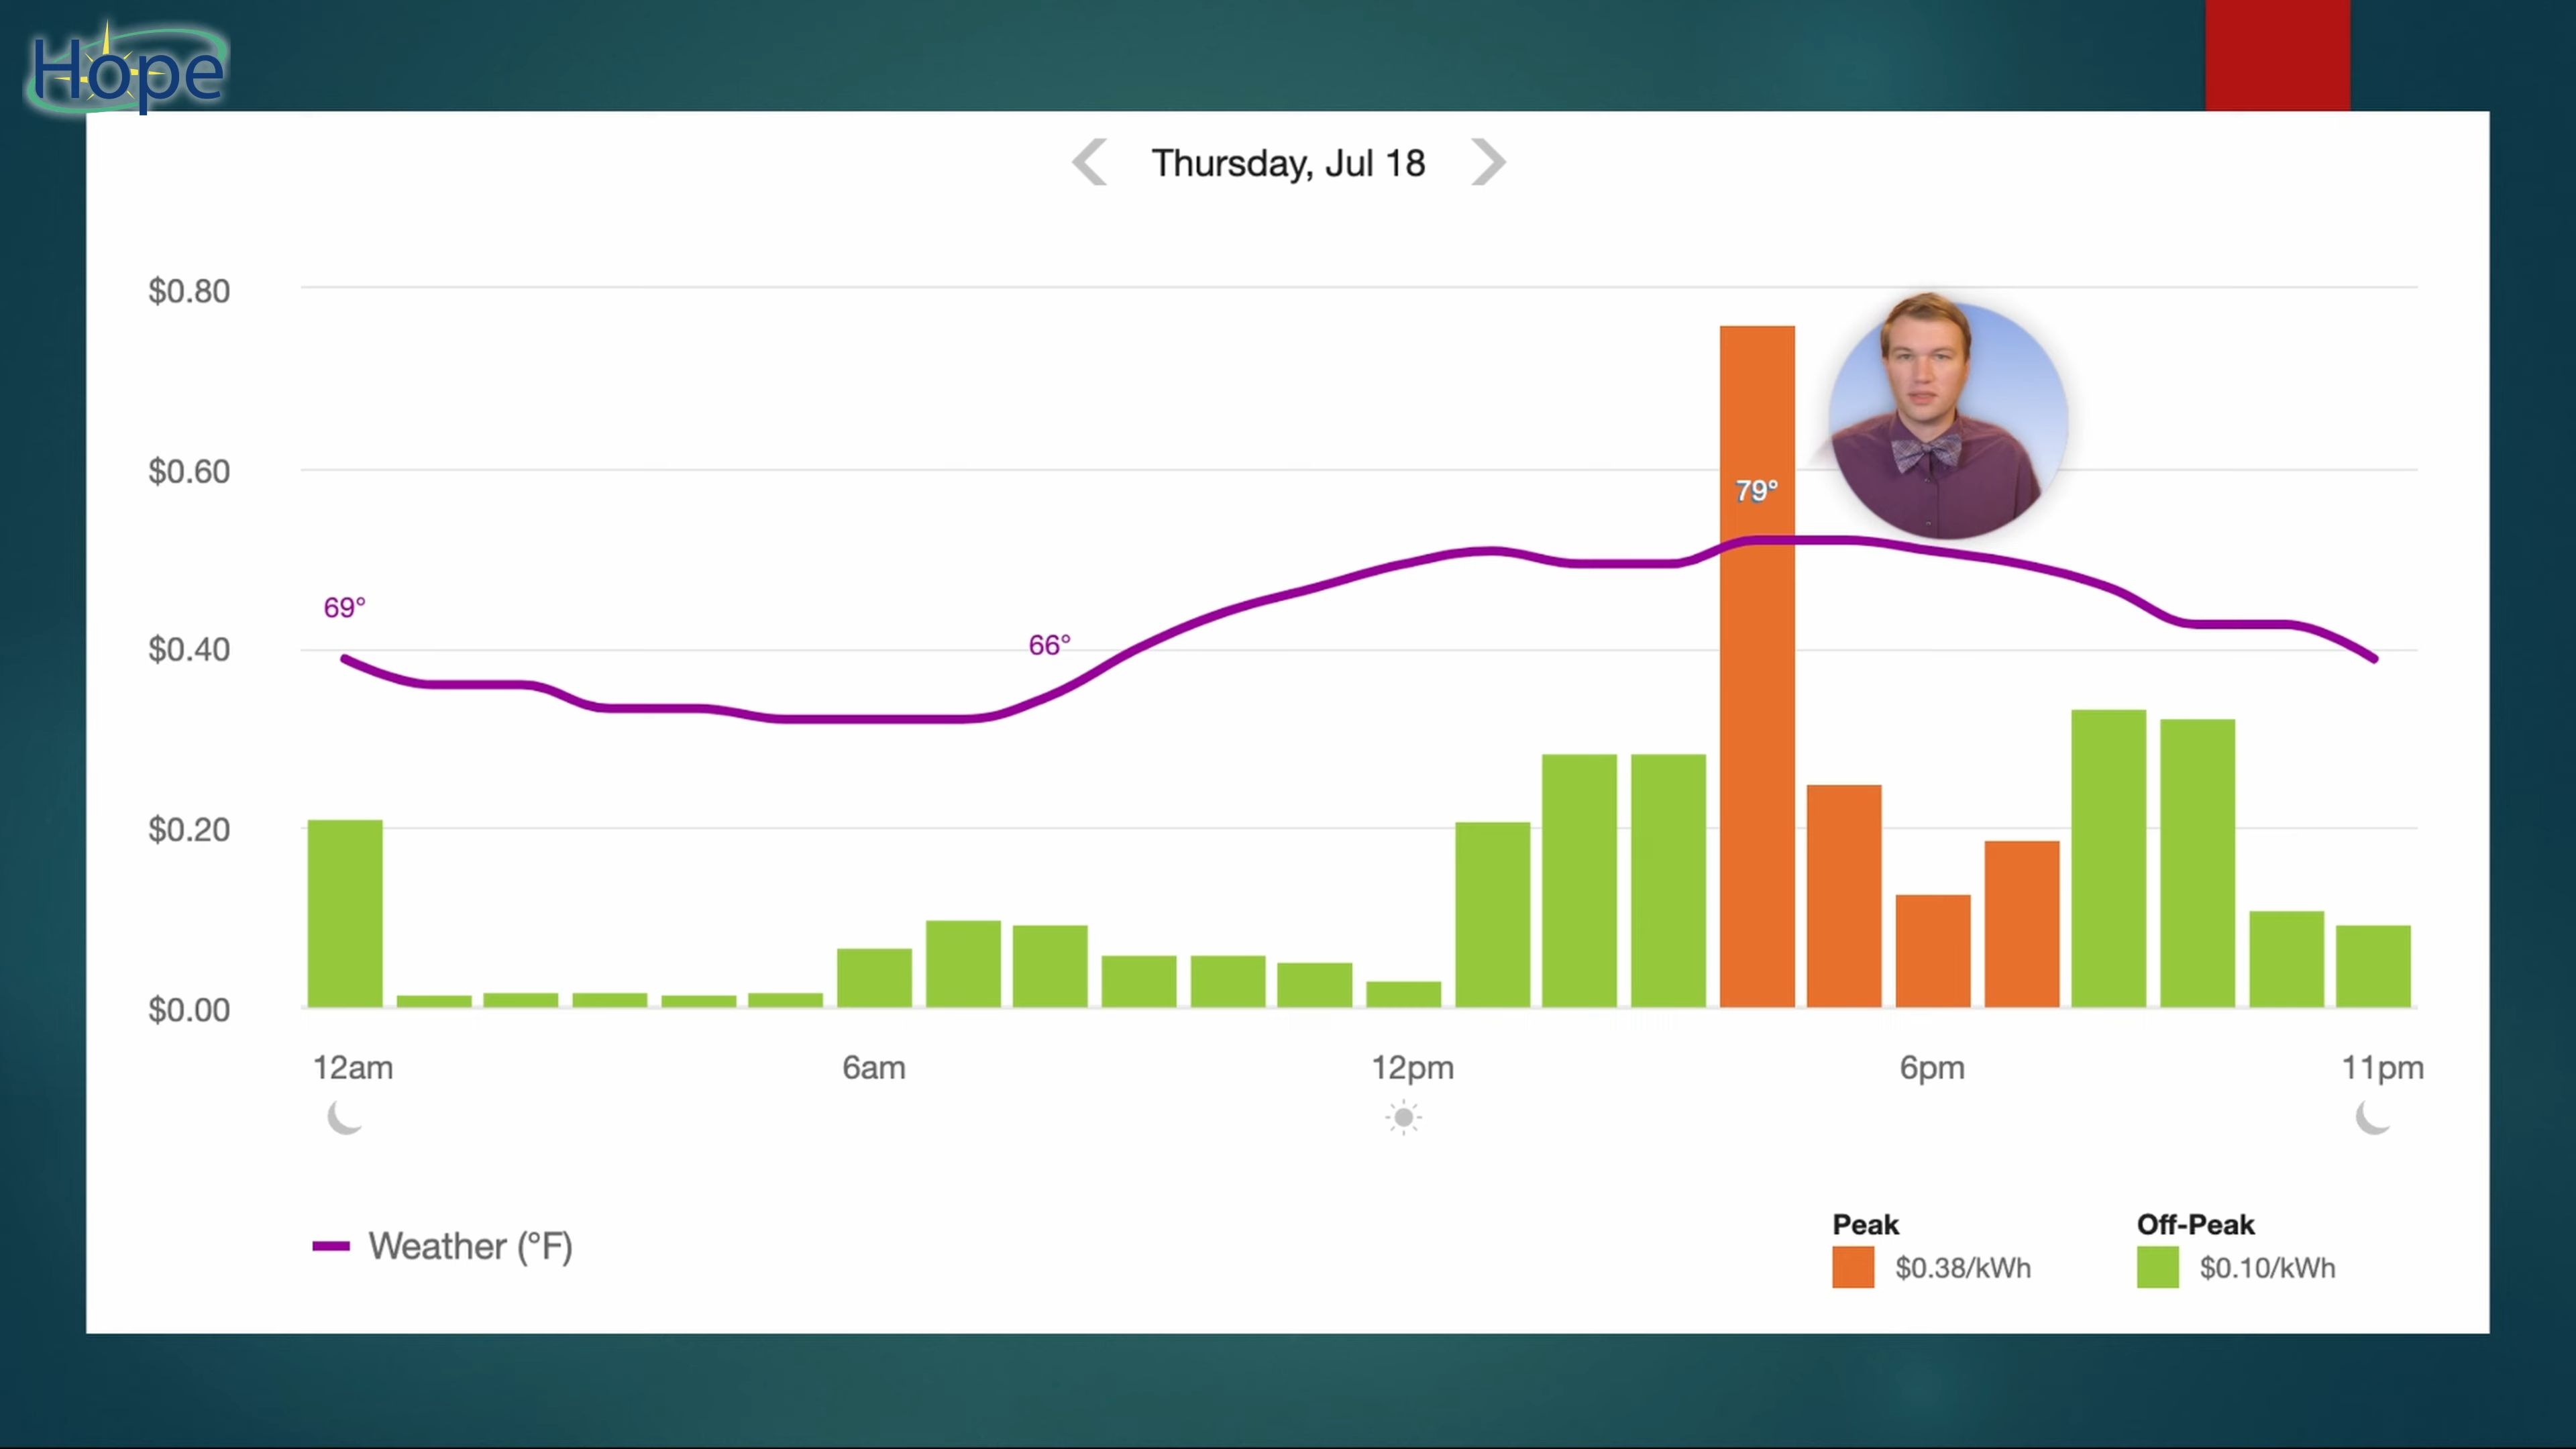 Hope
Thursday, Jul 18
$0.80
$0.60
79°
69°
66°
$0.40
$0.20
$0.00
12am
6am
12pm
6pm
11pm
Weather (°F)
Peak
$0.38/kWh
Off-Peak
$0.10/kWh